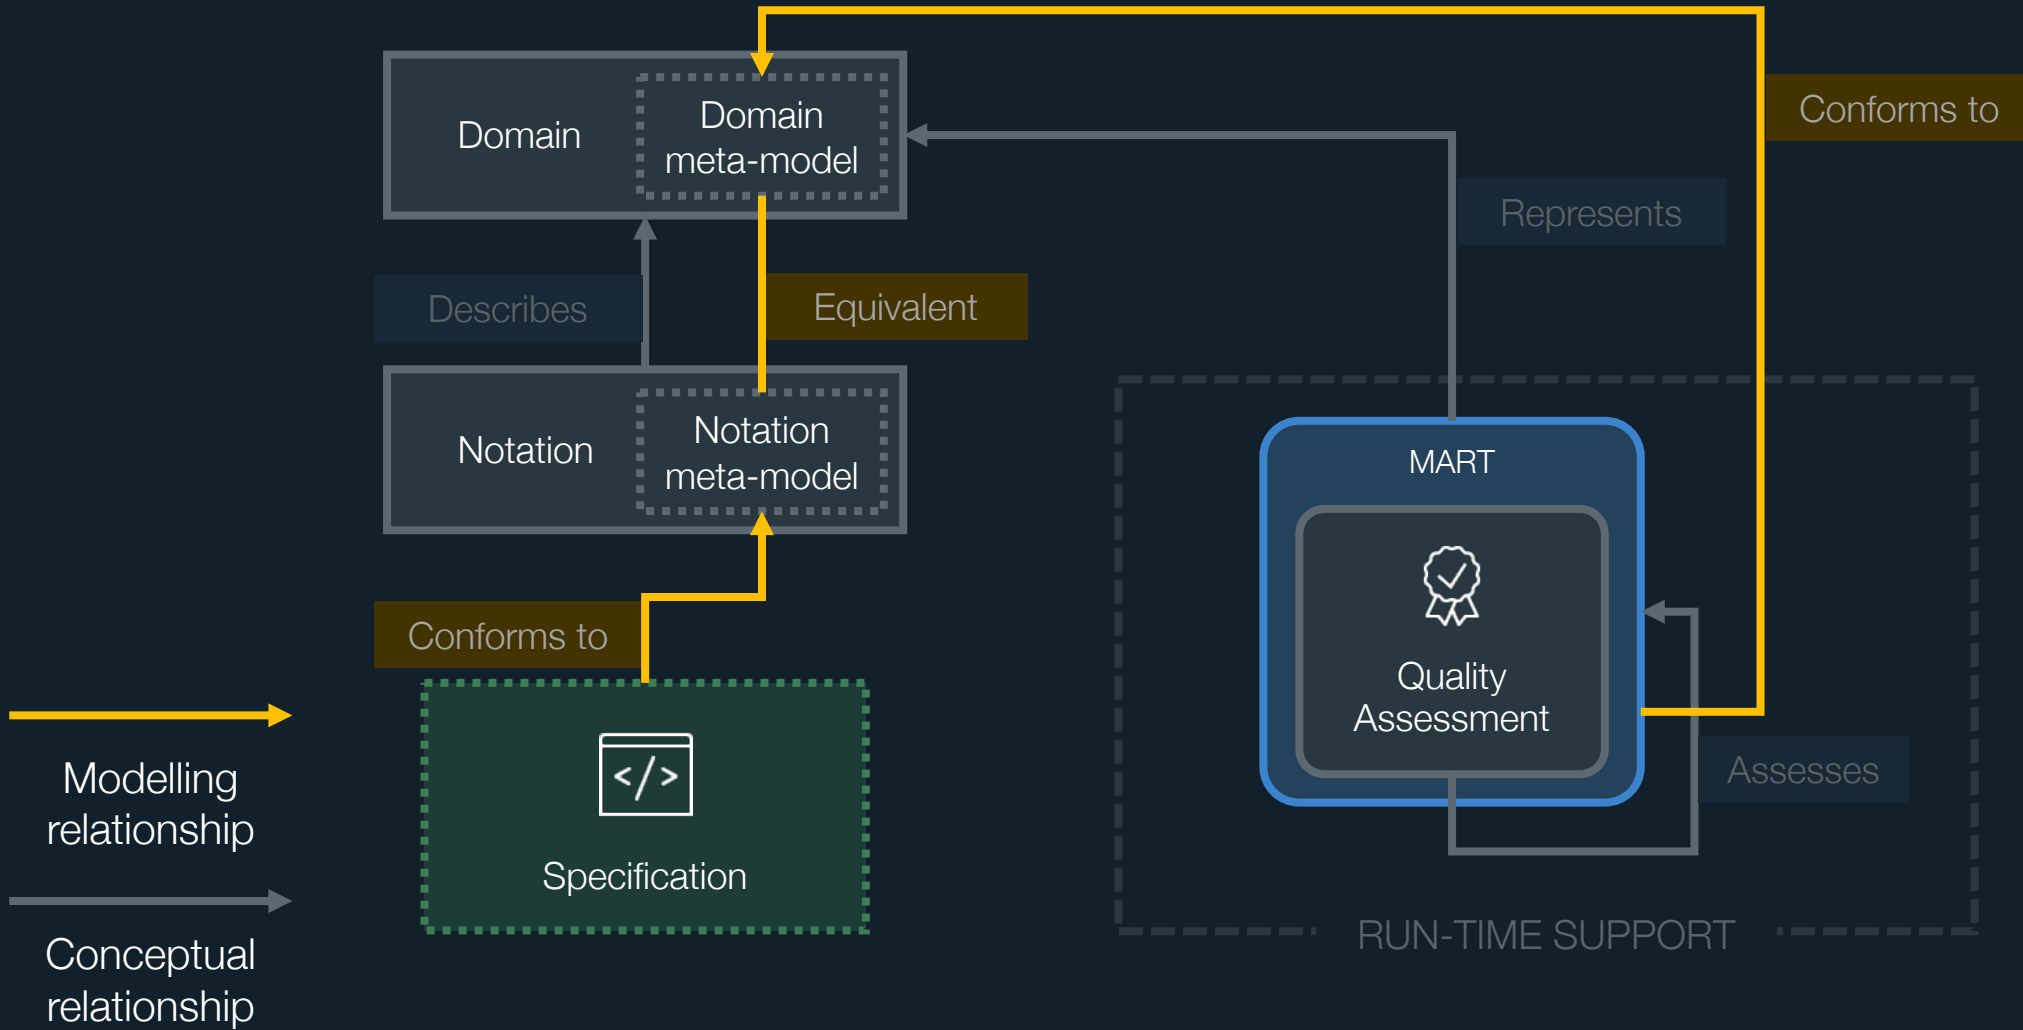 Conforms to
Domain
Domain
meta-model
Represents
Describes
Equivalent
Notation
Notation
meta-model
MART
Conforms to
Quality
Assessment
Assesses
</>
Specification
Modelling
relationship
Conceptual
relationship
RUN-TIME SUPPORT